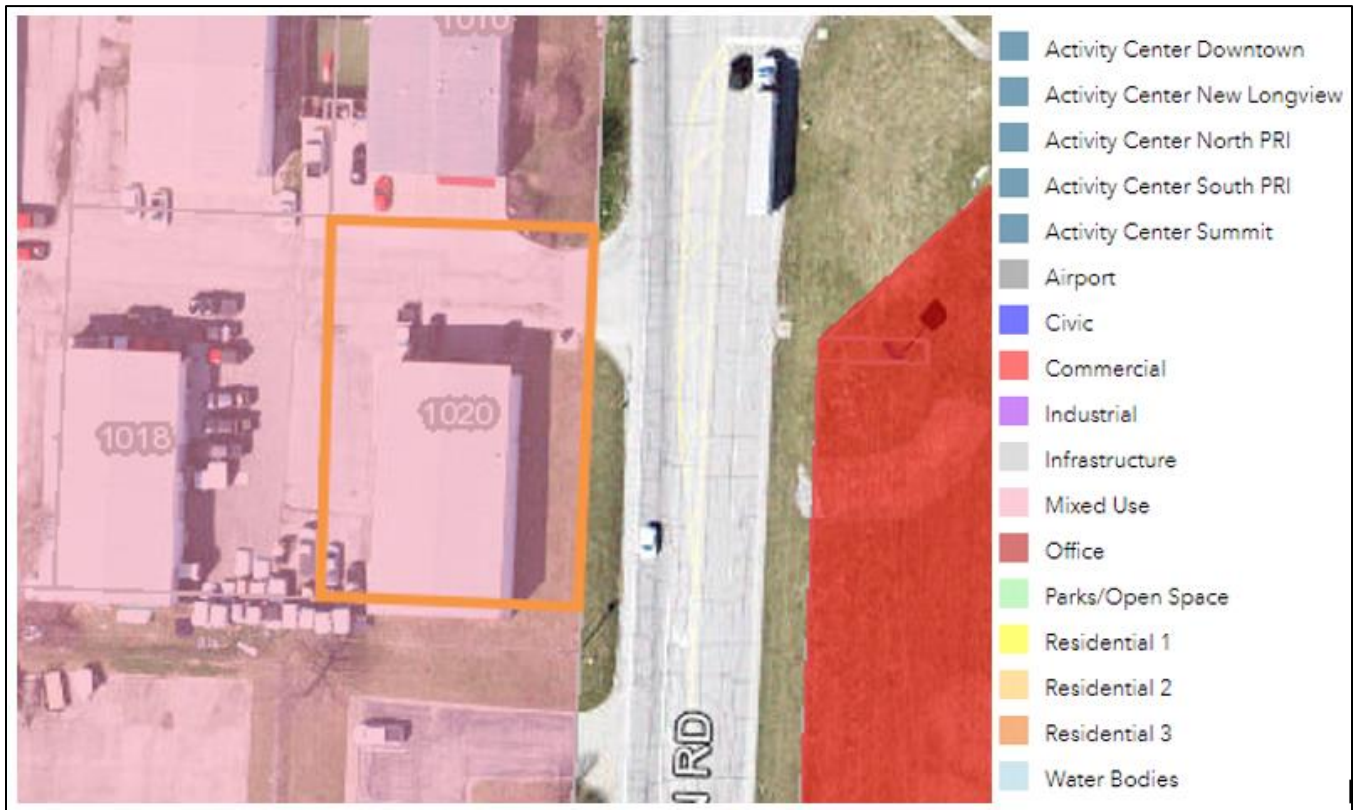 1010
1018
1020
N RD
Activity Center Downtown
Activity Center New Longview
Activity Center North PRI
Activity Center South PRI
Activity Center Summit
Airport
Civic
Commercial
Industrial
Infrastructure
Mixed Use
Office
Parks/Open Space
Residential 1
Residential 2
Residential 3
Water Bodies